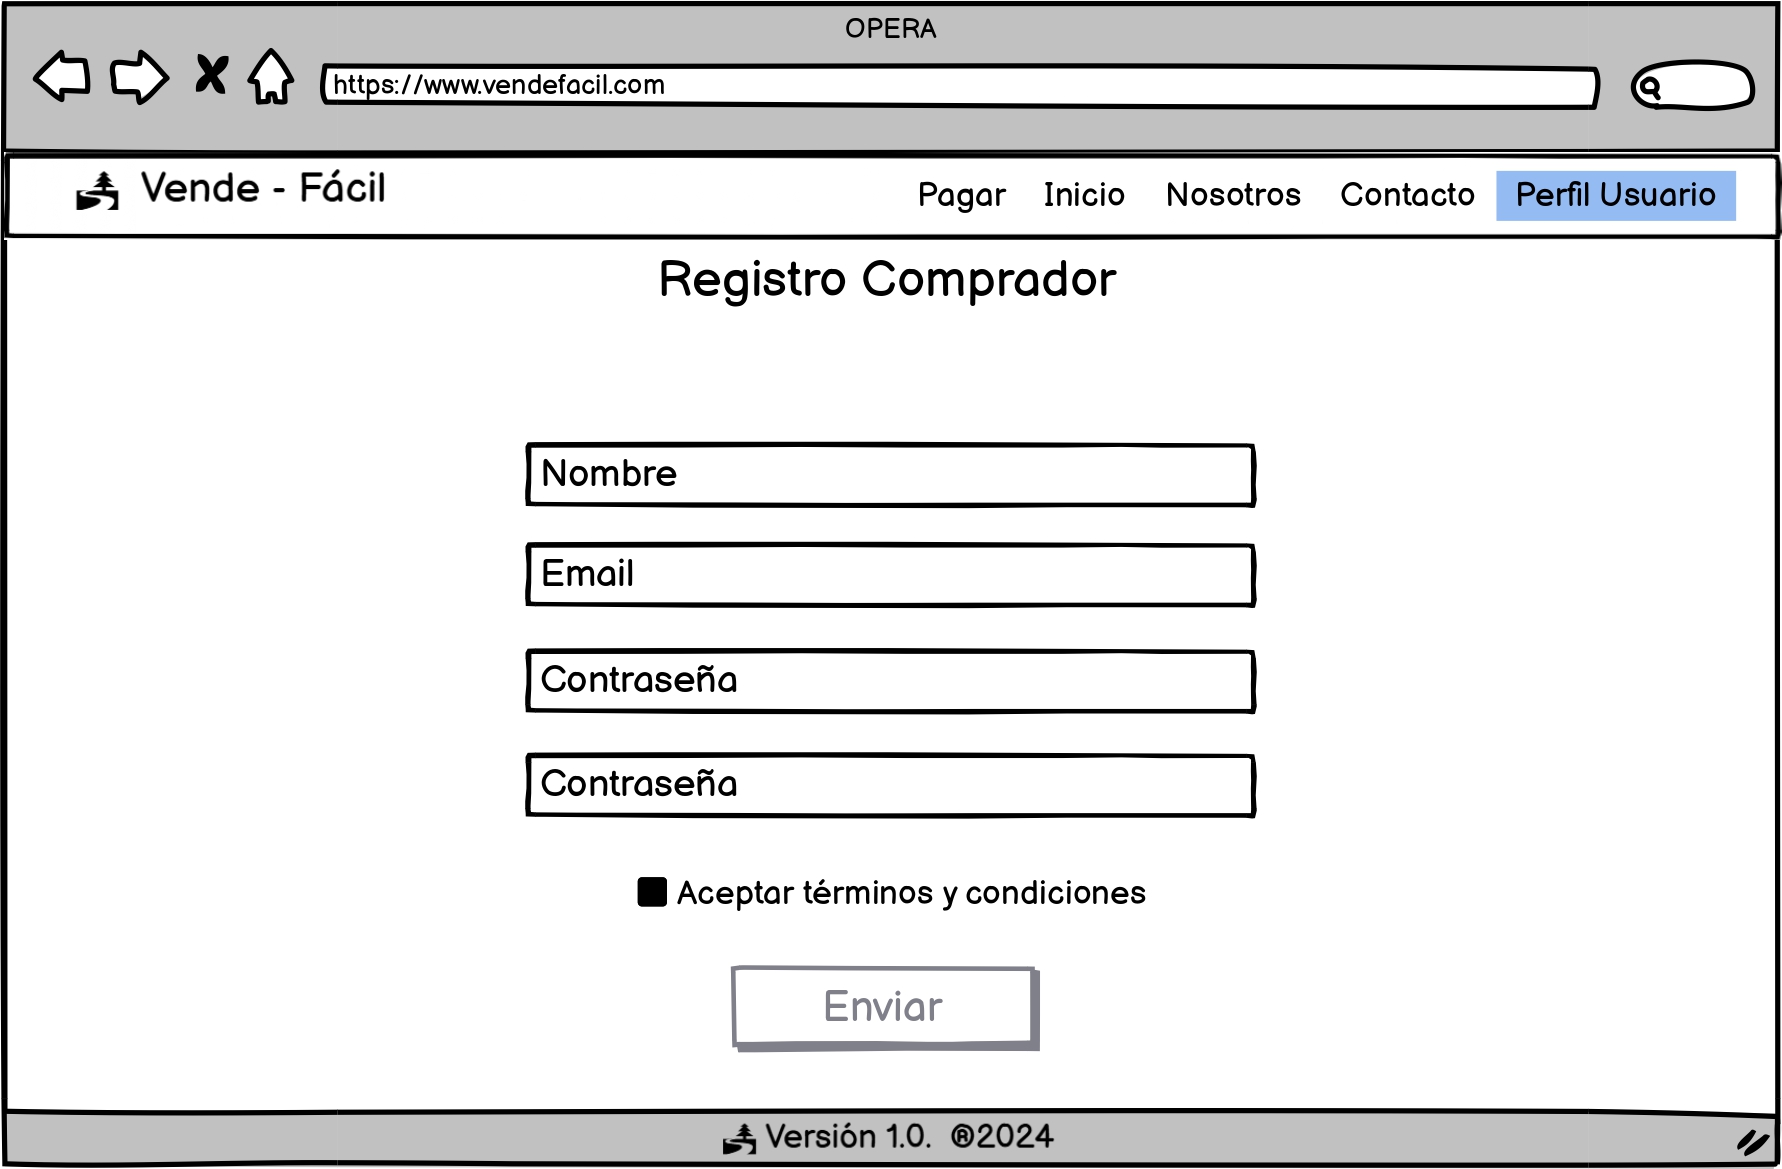 OPERA
https://www.vendefacil.com
Vende - Fácil
Pagar Inicio Nosotros Contacto Perfil Usuario
Registro Comprador
Nombre
Email
Contraseña
Contraseña
Aceptar términos y condiciones
Enviar
Versión 1.0. ®2024